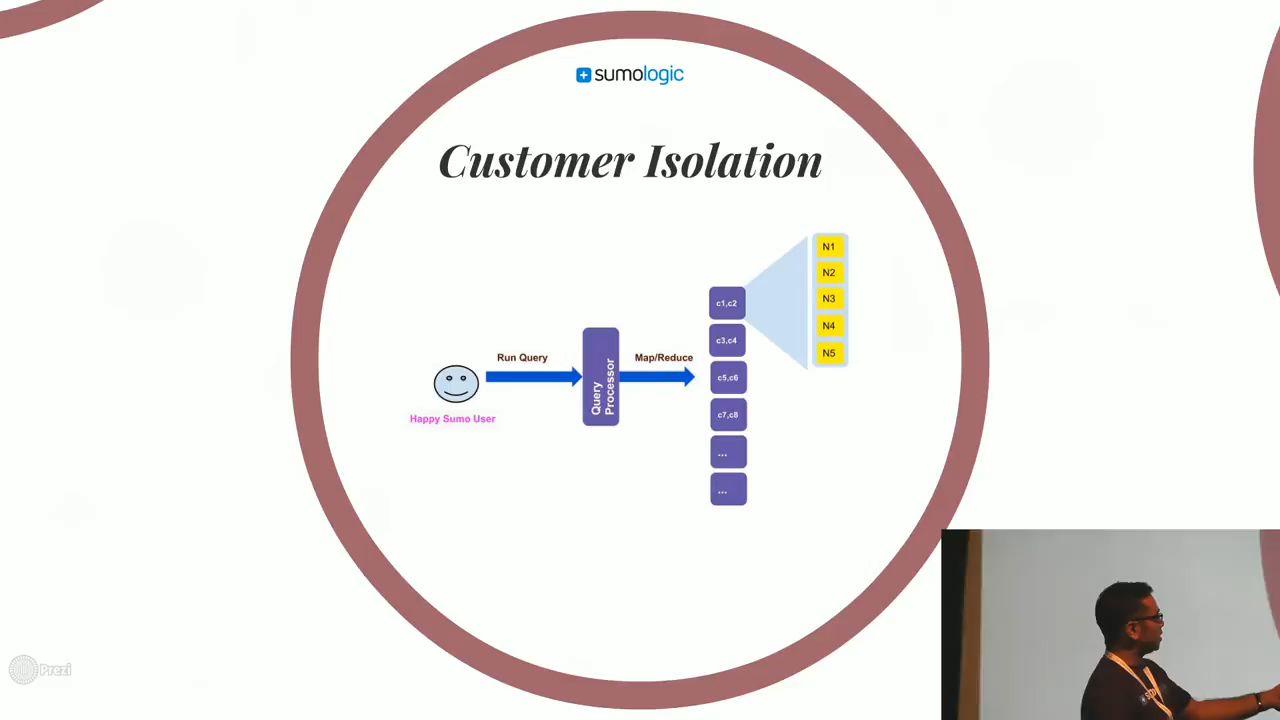 sumologic
Customer Isolation
N1
N2
N3
N4
N5
c1,c2
c3,c4
c5,c6
c7,c8
...
...
Run Query
Map/Reduce
Query
Processor
Happy Sumo User
Prezi